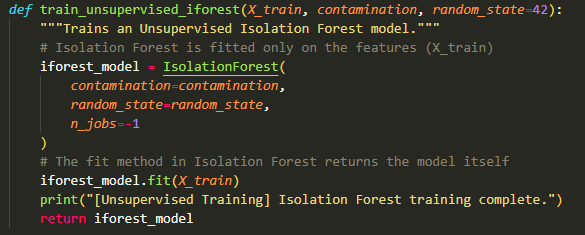 def train_unsupervised_iforest(X_train, contamination, random_state=42):
    """Trains an Unsupervised Isolation Forest model."""
    # Isolation Forest is fitted only on the features (X_train)
    iforest_model = IsolationForest(
        contamination=contamination,
        random_state=random_state,
        n_jobs=-1
    )
    # The fit method in Isolation Forest returns the model itself
    iforest_model.fit(X_train)
    print("[Unsupervised Training] Isolation Forest training complete.")
    return iforest_model